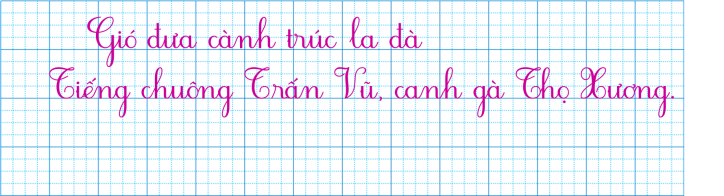 Gió đưa cành trúc la đà
Tiếng chuông Trấn Vũ, canh gà Thọ Xương.